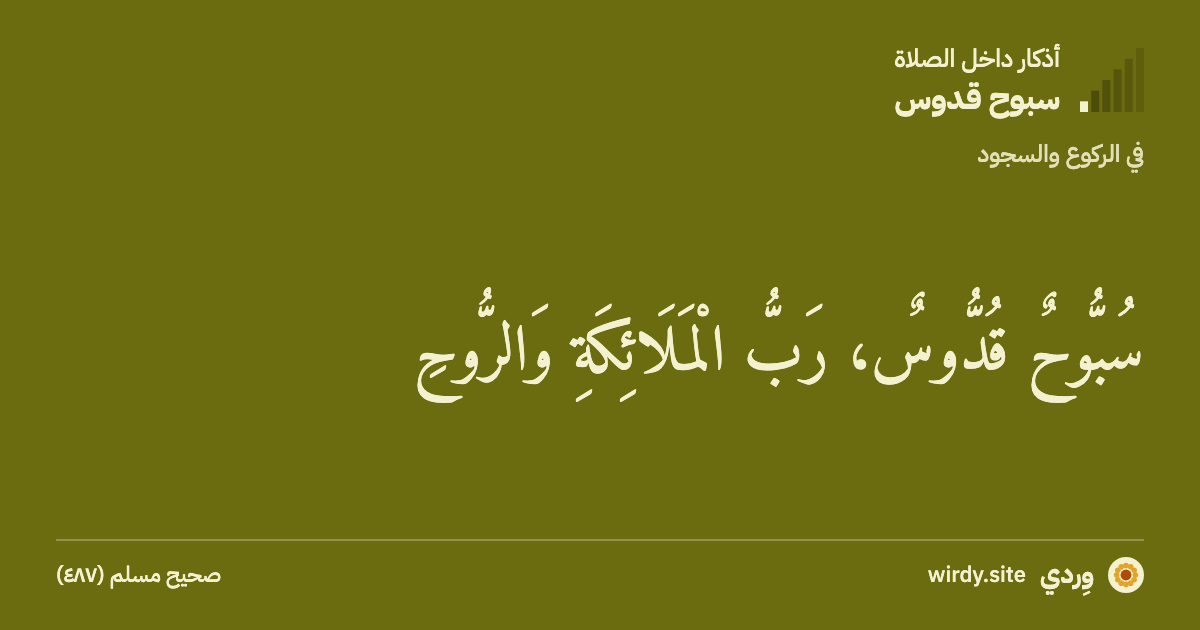 أذكار داخل الصلاة
سبوح قدوس
في الركوع والسجود
سُبُّوحٌ قُدُّوسٌ، رَبُّ الْمَلَائِكَةِ وَالرُّوحِ
وِردي wirdy.site
صحيح مسلم (٤٨٧)